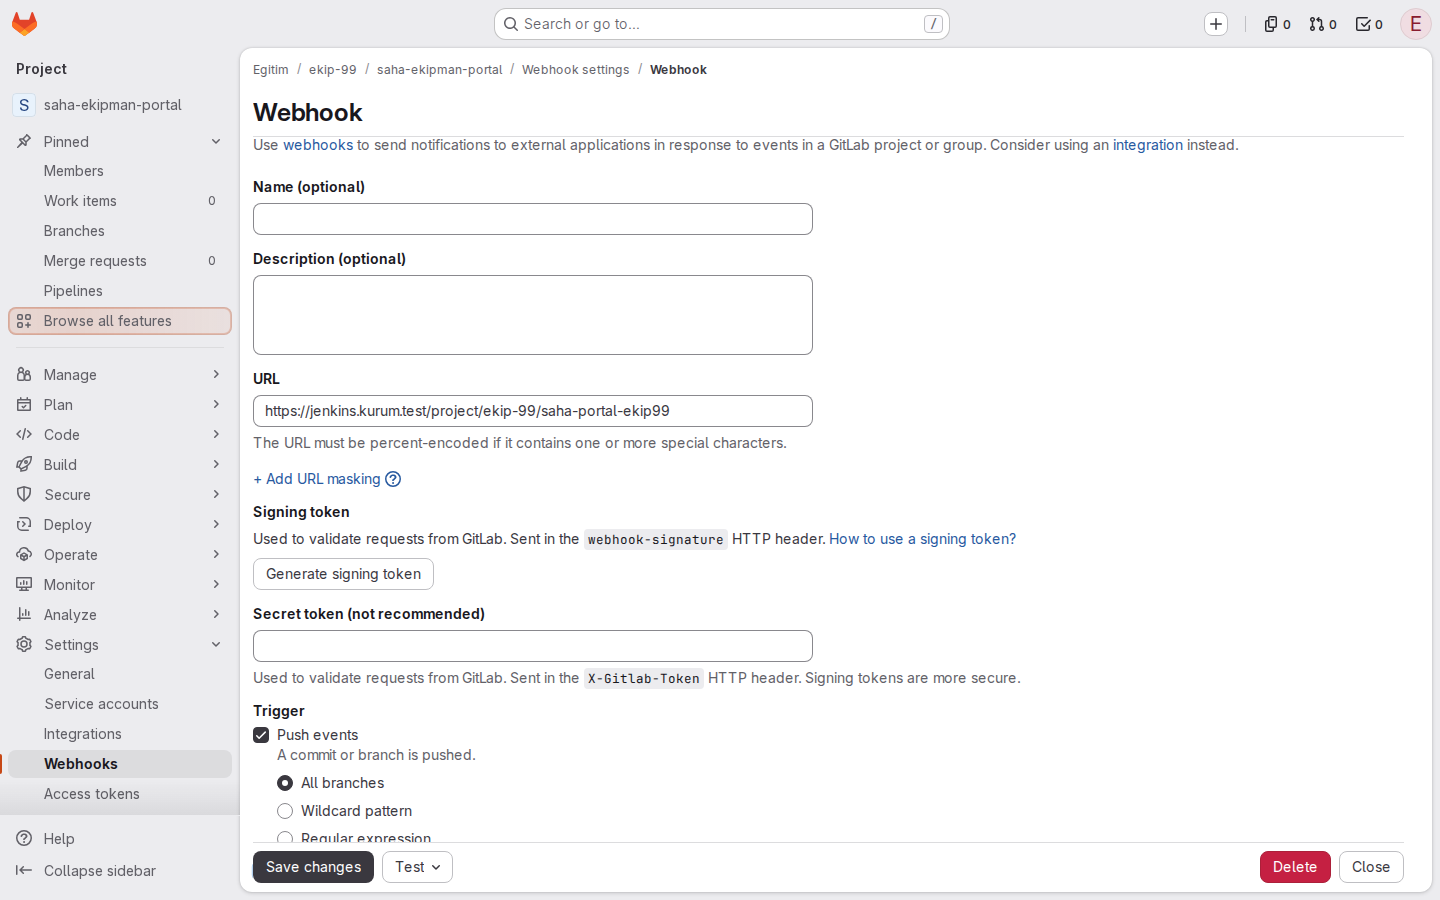 Search or go to...
/
0
0
0
E
Project
S
saha-ekipman-portal
Pinned
Members
Work items 0
Branches
Merge requests 0
Pipelines
Browse all features
Manage
Plan
Code
Build
Secure
Deploy
Operate
Monitor
Analyze
Settings
General
Service accounts
Integrations
Webhooks
Access tokens
Help
Collapse sidebar
Egitim / ekip-99 / saha-ekipman-portal / Webhook settings / Webhook
Webhook
Use webhooks to send notifications to external applications in response to events in a GitLab project or group. Consider using an integration instead.
Name (optional)
Description (optional)
URL
https://jenkins.kurum.test/project/ekip-99/saha-portal-ekip99
The URL must be percent-encoded if it contains one or more special characters.
+ Add URL masking
Signing token
Used to validate requests from GitLab. Sent in the webhook-signature HTTP header. How to use a signing token?
Generate signing token
Secret token (not recommended)
Used to validate requests from GitLab. Sent in the X-Gitlab-Token HTTP header. Signing tokens are more secure.
Trigger
Push events
A commit or branch is pushed.
All branches
Wildcard pattern
Regular expression
Save changes
Test
Delete
Close